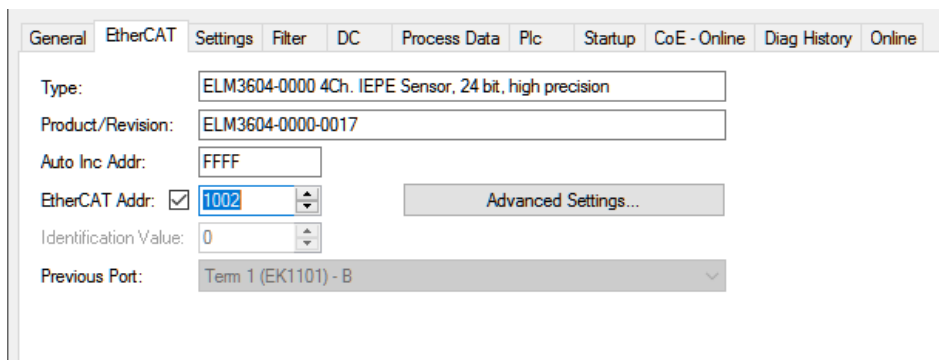 General EtherCAT Settings Filter DC Process Data Plc Startup CoE - Online Diag History Online
Type: ELM3604-0000 4Ch. IEPE Sensor, 24 bit, high precision
Product/Revision: ELM3604-0000-0017
Auto Inc Addr: FFFF
EtherCAT Addr: 1002 Advanced Settings...
Identification Value: 0
Previous Port: Term 1 (EK1101) - B